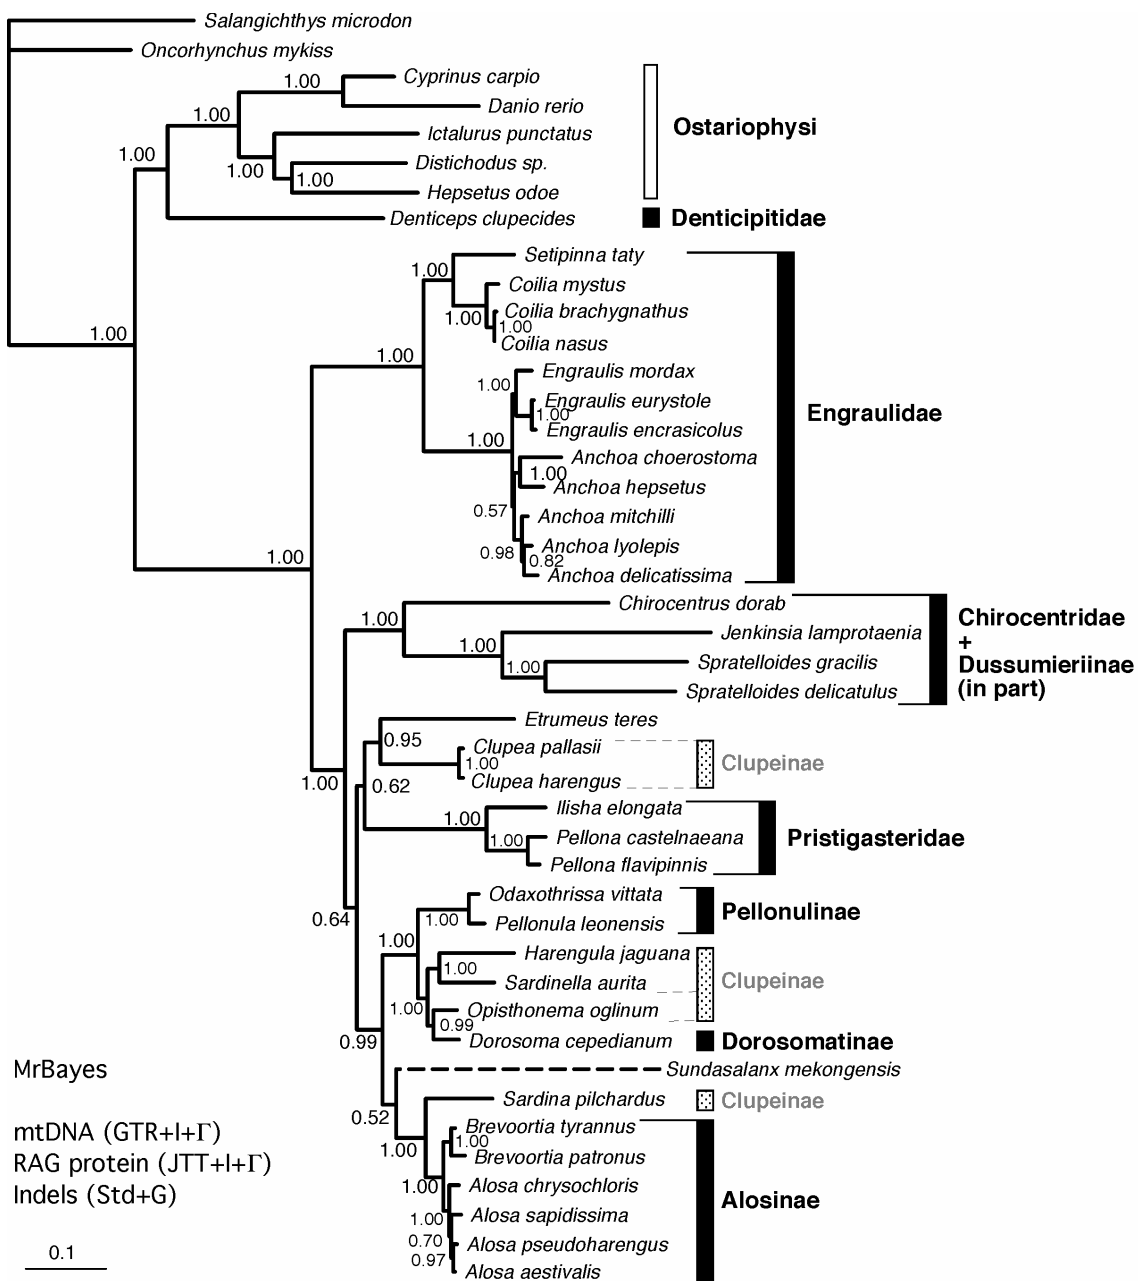 Salangichthys microdon
Oncorhynchus mykiss
1.00
Cyprinus carpio
Danio rerio
1.00
Ictalurus punctatus
Ostariophysi
1.00
Distichodus sp.
1.00
1.00
Hepsetus odoe
Denticeps clupecides
Denticipitidae
Setipinna taty
1.00
Coilia mystus
1.00
Coilia brachygnathus
1.00
Coilia nasus
1.00
1.00
Engraulis mordax
1.00
Engraulis eurystole
1.00
Engraulis encrasicolus
Engraulidae
1.00
Anchoa choerostoma
1.00
Anchoa hepsetus
0.57
Anchoa mitchilli
0.98
Anchoa lyolepis
0.82
Anchoa delicatissima
1.00
Chirocentrus dorab
1.00
Jenkinsia lamprotaenia
1.00
Spratelloides gracilis
1.00
Spratelloides delicatulus
Chirocentridae
+
Dussumieriinae
(in part)
Etrumeus teres
0.95
Clupea pallasii
1.00
Clupea harengus
Clupeinae
1.00
0.62
Ilisha elongata
1.00
Pellona castelnaeana
1.00
Pellona flavipinnis
Pristigasteridae
Odaxothrissa vittata
1.00
Pellonula leonensis
Pellonulinae
0.64
1.00
Harengula jaguana
1.00
Sardinella aurita
Clupeinae
1.00
Opisthonema oglinum
0.99
Dorosoma cepedianum
Dorosomatinae
0.99
Sundasalanx mekongensis
Sardina pilchardus
Clupeinae
0.52
Brevoortia tyrannus
1.00
1.00
Brevoortia patronus
1.00
Alosa chrysochloris
Alosinae
1.00
Alosa sapidissima
0.70
Alosa pseudoharengus
0.97
Alosa aestivalis
MrBayes
mtDNA (GTR+I+Γ)
RAG protein (JTT+I+Γ)
Indels (Std+G)
0.1